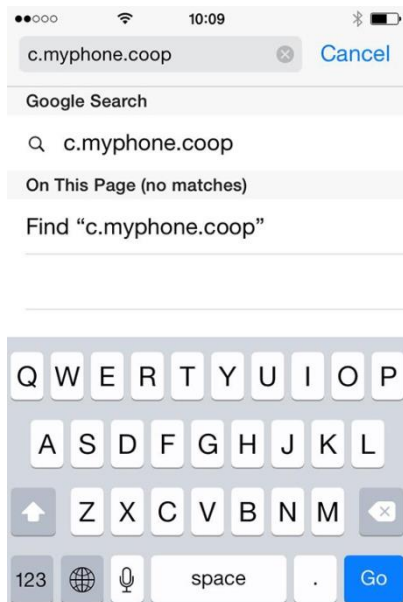 10:09
c.myphone.coop Cancel
Google Search
c.myphone.coop
On This Page (no matches)
Find “c.myphone.coop”
Q W E R T Y U I O P
A S D F G H J K L
Z X C V B N M
123 space . Go